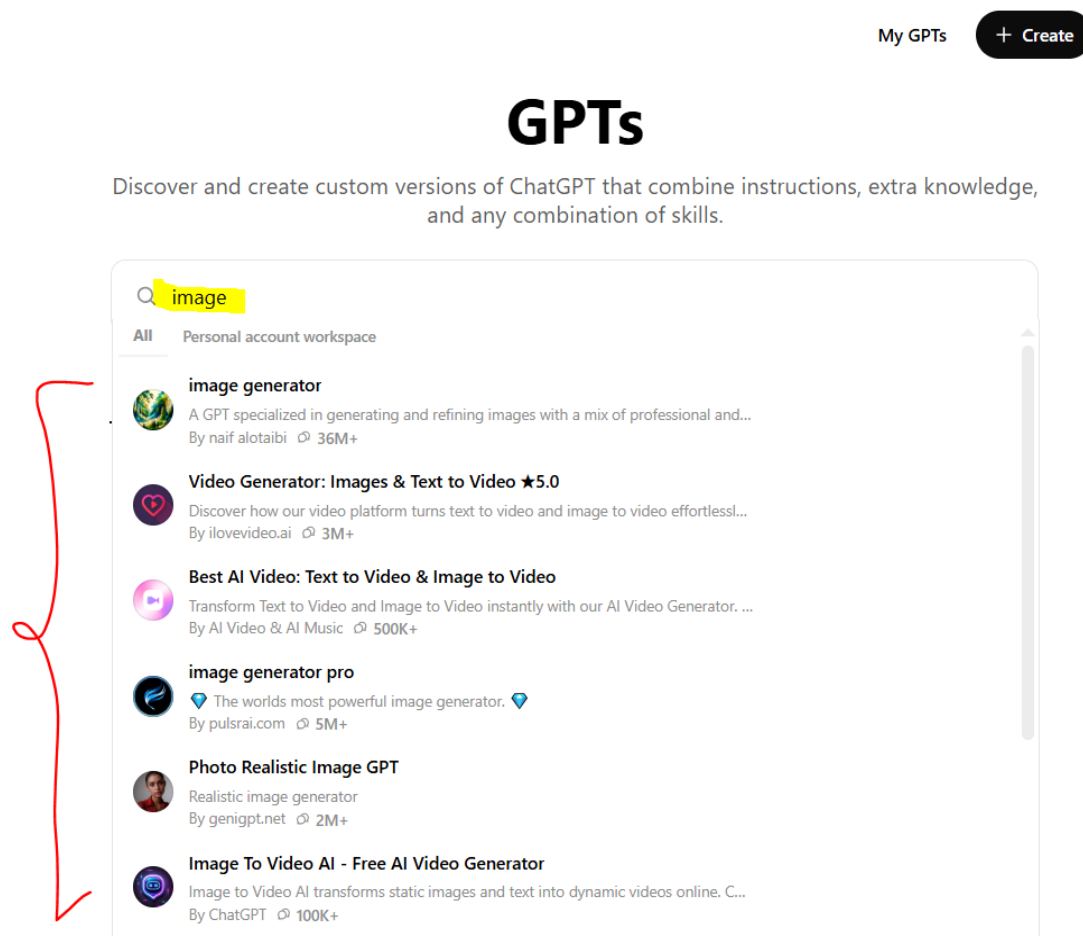 My GPTs
+ Create
GPTs
Discover and create custom versions of ChatGPT that combine instructions, extra knowledge,
and any combination of skills.
image
All Personal account workspace
image generator
A GPT specialized in generating and refining images with a mix of professional and...
By naif alotaibi 36M+
Video Generator: Images & Text to Video ★5.0
Discover how our video platform turns text to video and image to video effortlessl...
By ilovevideo.ai 3M+
Best AI Video: Text to Video & Image to Video
Transform Text to Video and Image to Video instantly with our AI Video Generator. ...
By AI Video & AI Music 500K+
image generator pro
💎 The worlds most powerful image generator. 💎
By pulsrai.com 5M+
Photo Realistic Image GPT
Realistic image generator
By genigpt.net 2M+
Image To Video AI - Free AI Video Generator
Image to Video AI transforms static images and text into dynamic videos online. C...
By ChatGPT 100K+